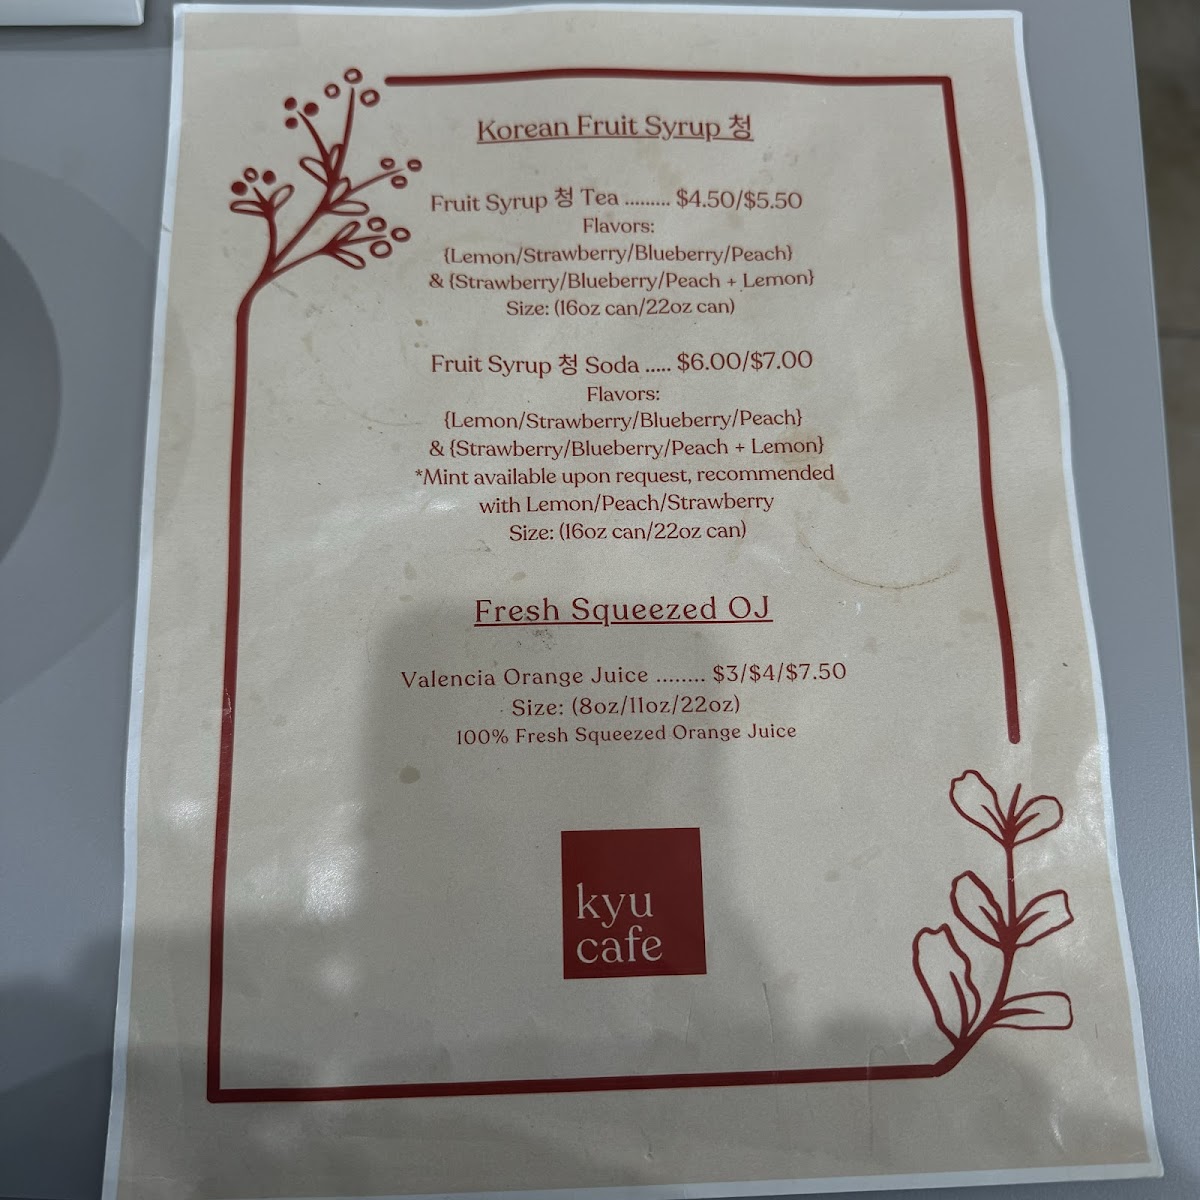 Korean Fruit Syrup 청
Fruit Syrup 청 Tea ......... $4.50/$5.50
Flavors:
{Lemon/Strawberry/Blueberry/Peach}
& {Strawberry/Blueberry/Peach + Lemon}
Size: (16oz can/22oz can)
Fruit Syrup 청 Soda ..... $6.00/$7.00
Flavors:
{Lemon/Strawberry/Blueberry/Peach}
& {Strawberry/Blueberry/Peach + Lemon}
*Mint available upon request, recommended
with Lemon/Peach/Strawberry
Size: (16oz can/22oz can)
Fresh Squeezed OJ
Valencia Orange Juice ........ $3/$4/$7.50
Size: (8oz/11oz/22oz)
100% Fresh Squeezed Orange Juice
kyu
cafe